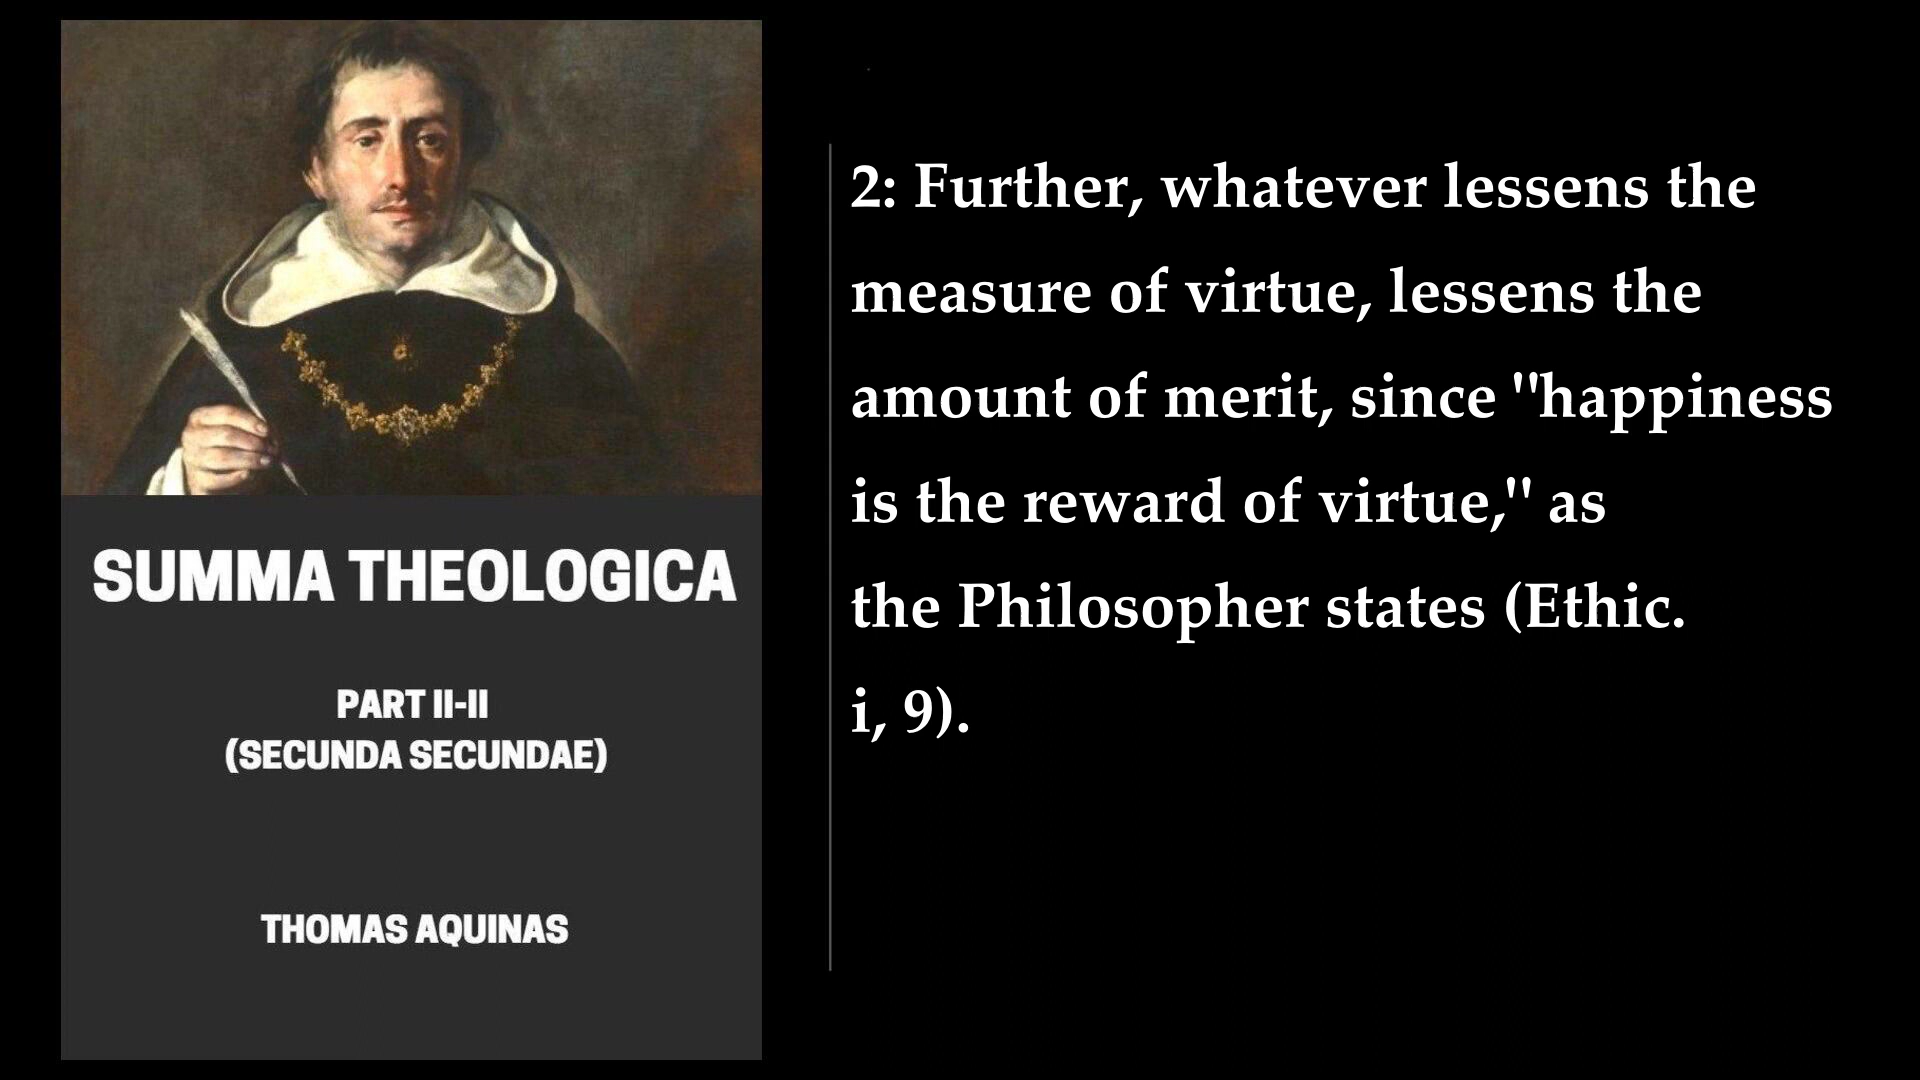 SUMMA THEOLOGICA
PART II-II
(SECUNDA SECUNDAE)
THOMAS AQUINAS
2: Further, whatever lessens the
measure of virtue, lessens the
amount of merit, since "happiness
is the reward of virtue," as
the Philosopher states (Ethic.
i, 9).